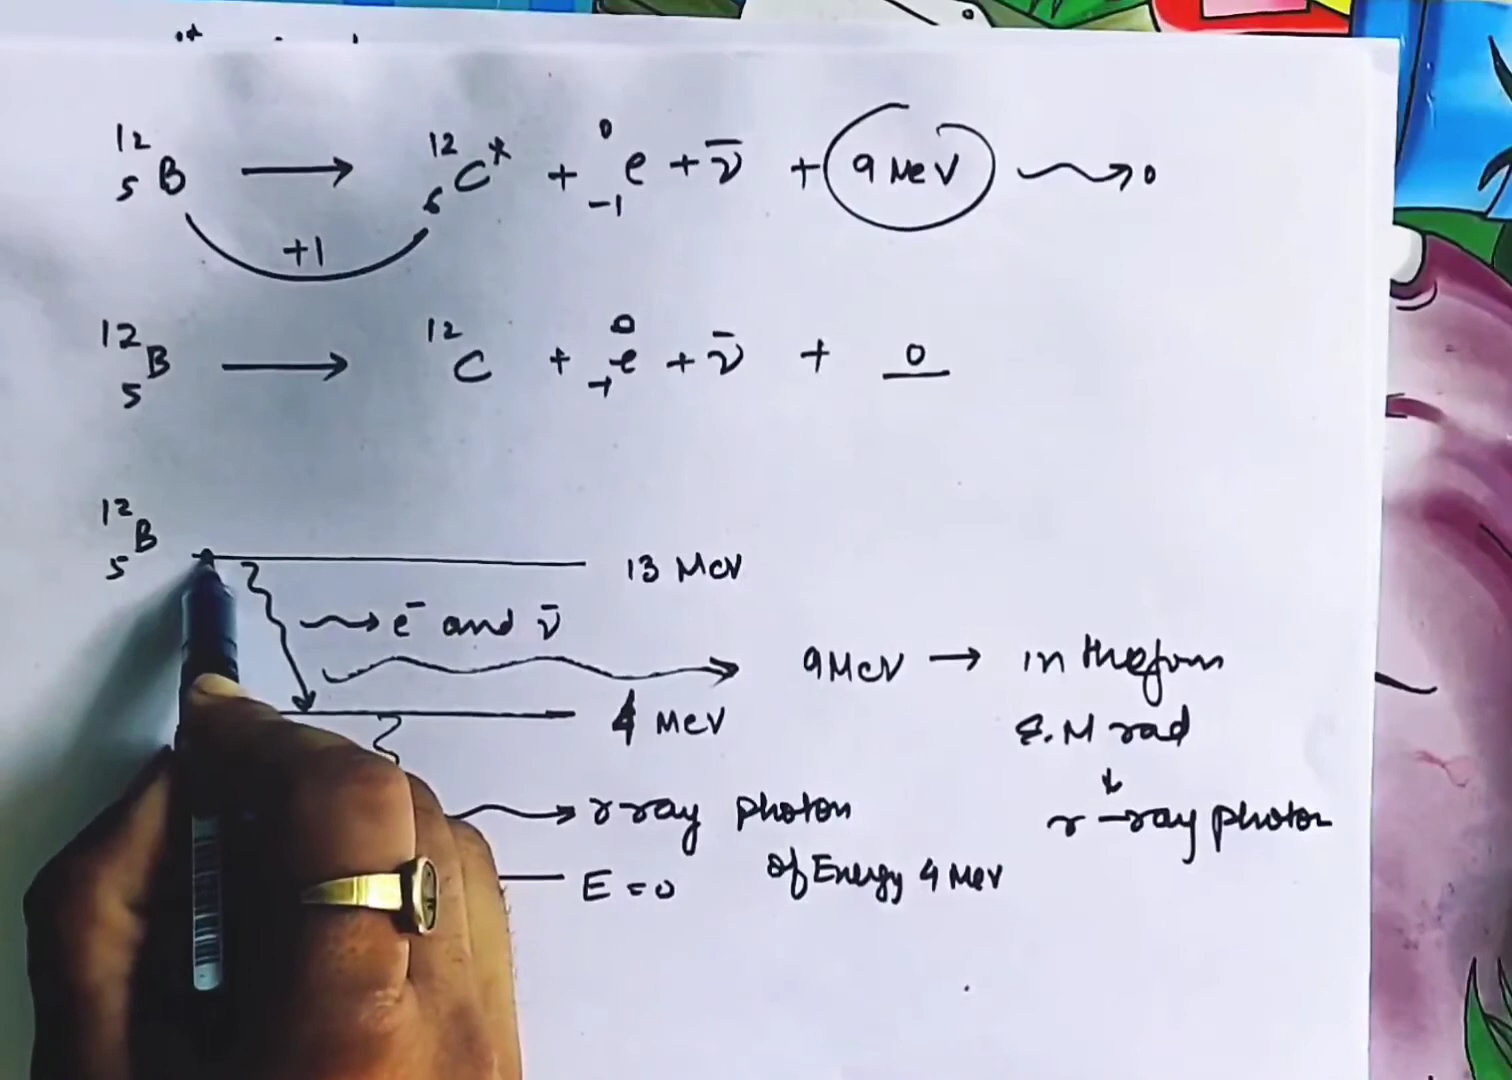 ¹²₅B ⟶ ¹²₆C* + ⁰₋₁e + ν̄ + 9 MeV ⇝ 0
+1
¹²₅B ⟶ ¹²C + ⁰₋₁e + ν̄ + 0
¹²₅B
13 MeV
→ e⁻ and ν̄
9 MeV → in the form
4 MeV
E.M rad
↓
γ ray photon
γ-ray photon
of Energy 4 MeV
E = 0